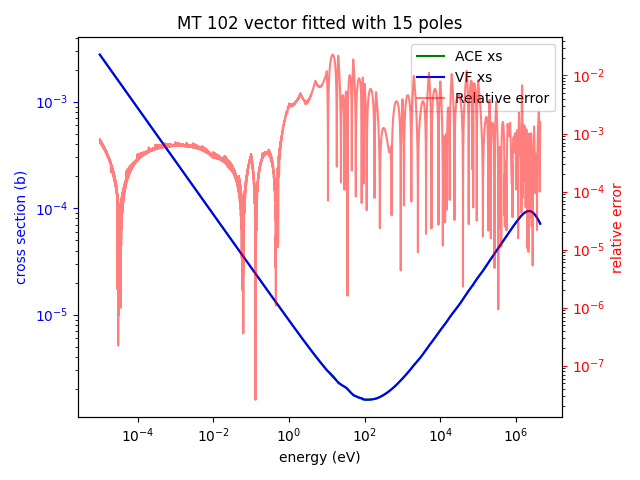 MT 102 vector fitted with 15 poles
ACE xs
VF xs
Relative error
cross section (b)
10^{-3}
10^{-4}
10^{-5}
10^{-2}
10^{-3}
10^{-4}
10^{-5}
10^{-6}
10^{-7}
relative error
10^{-4}
10^{-2}
10^{0}
10^{2}
10^{4}
10^{6}
energy (eV)